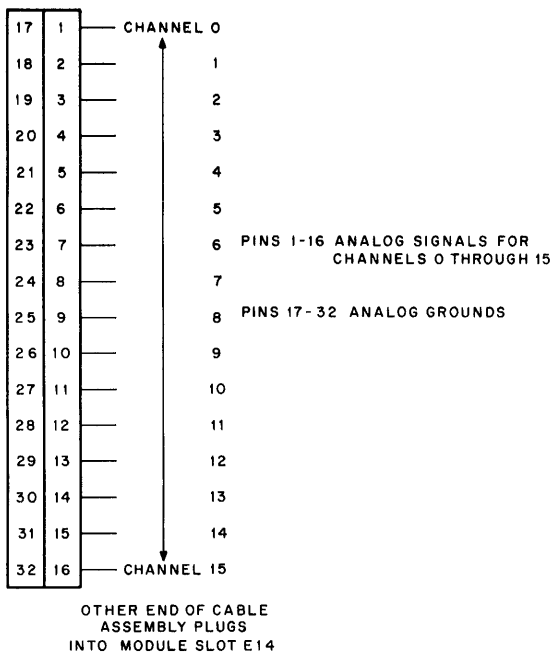 17 1 CHANNEL 0
18 2 1
19 3 2
20 4 3
21 5 4
22 6 5
23 7 6 PINS 1-16 ANALOG SIGNALS FOR
CHANNELS 0 THROUGH 15
24 8 7
25 9 8 PINS 17-32 ANALOG GROUNDS
26 10 9
27 11 10
28 12 11
29 13 12
30 14 13
31 15 14
32 16 CHANNEL 15
OTHER END OF CABLE
ASSEMBLY PLUGS
INTO MODULE SLOT E14